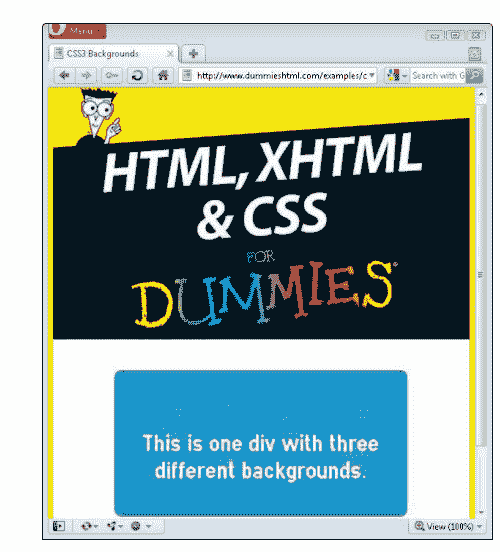 Menu
CSS3 Backgrounds
http://www.dummieshtml.com/examples/c
Search with G
HTML, XHTML
& CSS
FOR
DUMMIES
This is one div with three
different backgrounds.
View (100%)